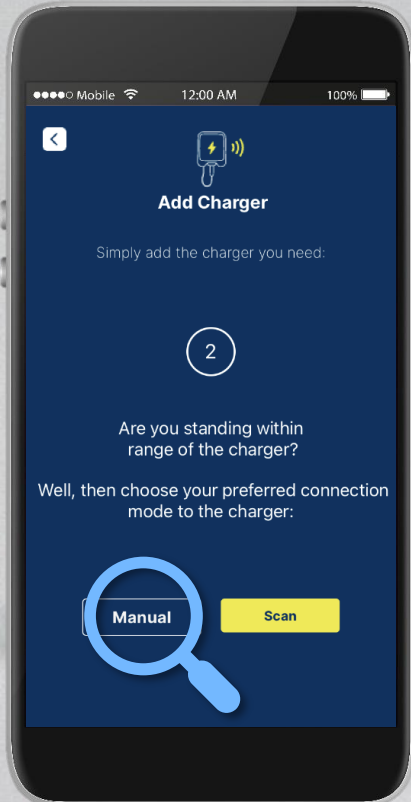 Mobile 12:00 AM 100%
Add Charger
Simply add the charger you need:
2
Are you standing within
range of the charger?
Well, then choose your preferred connection
mode to the charger:
Manual Scan